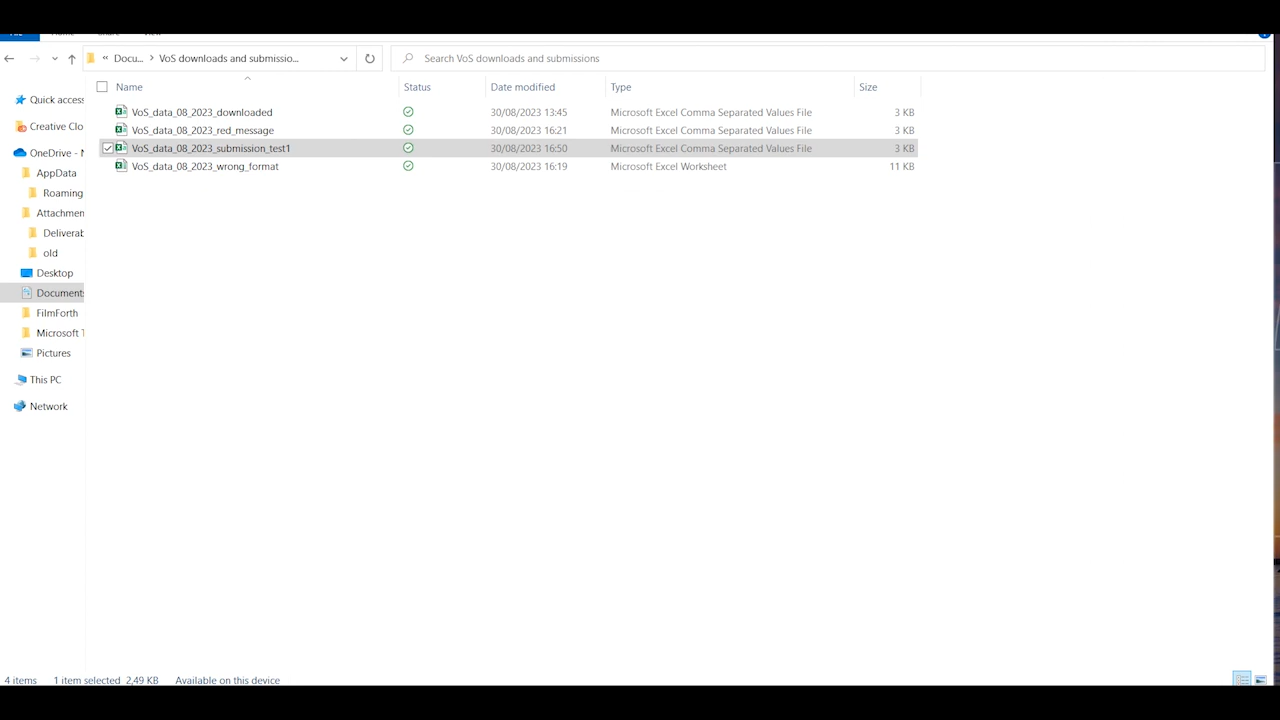 « Docu... > VoS downloads and submissio...
Search VoS downloads and submissions
Name Status Date modified Type Size
VoS_data_08_2023_downloaded 30/08/2023 13:45 Microsoft Excel Comma Separated Values File 3 KB
VoS_data_08_2023_red_message 30/08/2023 16:21 Microsoft Excel Comma Separated Values File 3 KB
VoS_data_08_2023_submission_test1 30/08/2023 16:50 Microsoft Excel Comma Separated Values File 3 KB
VoS_data_08_2023_wrong_format 30/08/2023 16:19 Microsoft Excel Worksheet 11 KB
Quick access
Creative Clo
OneDrive - N
AppData
Roaming
Attachmen
Deliverab
old
Desktop
Documents
FilmForth
Microsoft T
Pictures
This PC
Network
4 items 1 item selected 2,49 KB Available on this device